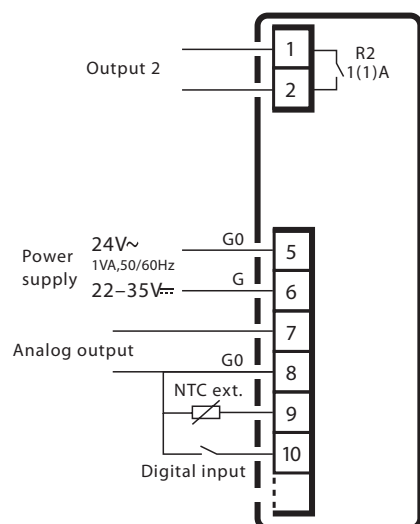 1
R2
Output 2
1(1)A
2
24V~
G0
5
Power
supply
1VA,50/60Hz
22–35V⎓
G
6
7
Analog output
G0
8
NTC ext.
9
10
Digital input